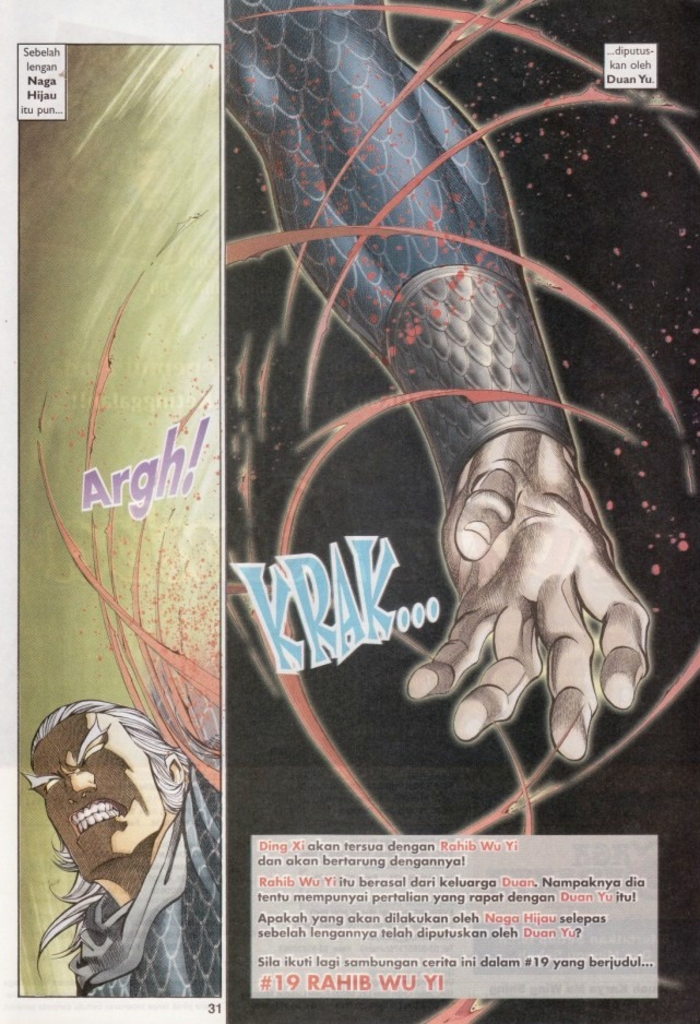 Sebelah
lengan
Naga
Hijau
itu pun...
...diputus-
kan oleh
Duan Yu.
Argh!
KRAK...
Ding Xi akan tersua dengan Rahib Wu Yi
dan akan bertarung dengannya!
Rahib Wu Yi itu berasal dari keluarga Duan. Nampaknya dia
tentu mempunyai pertalian yang rapat dengan Duan Yu itu!
Apakah yang akan dilakukan oleh Naga Hijau selepas
sebelah lengannya telah diputuskan oleh Duan Yu?
Sila ikuti lagi sambungan cerita ini dalam #19 yang berjudul...
#19 RAHIB WU YI
31